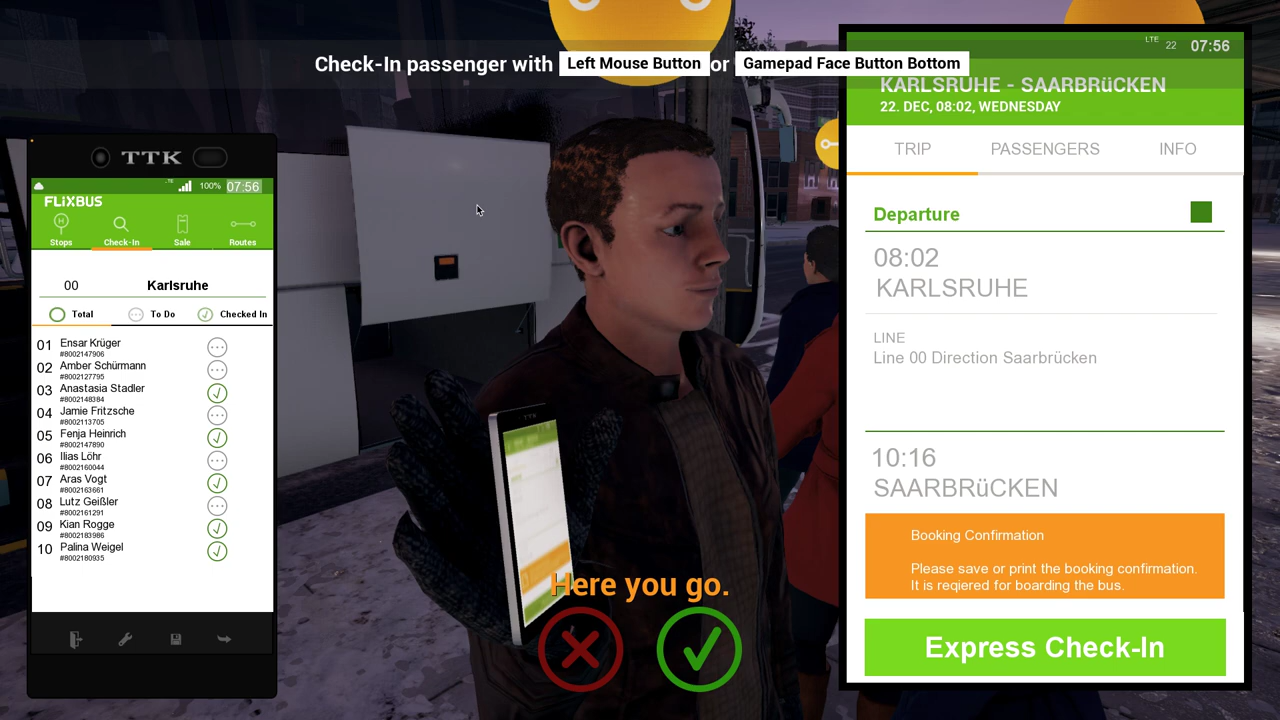 Check-In passenger with Left Mouse Button or Gamepad Face Button Bottom
TTK
100% 07:56
FLiXBUS
Stops Check-In Sale Routes
00 Karlsruhe
Total To Do Checked In
01 Ensar Krüger
#8002147906
02 Amber Schürmann
#8002127795
03 Anastasia Stadler
#8002148384
04 Jamie Fritzsche
#8002113705
05 Fenja Heinrich
#8002147890
06 Ilias Löhr
#8002160044
07 Aras Vogt
#8002163661
08 Lutz Geißler
#8002161291
09 Kian Rogge
#8002183986
10 Palina Weigel
#8002180935
TTK
Here you go.
LTE 22 07:56
KARLSRUHE - SAARBRüCKEN
22. DEC, 08:02, WEDNESDAY
TRIP PASSENGERS INFO
Departure
08:02
KARLSRUHE
LINE
Line 00 Direction Saarbrücken
10:16
SAARBRüCKEN
Booking Confirmation
Please save or print the booking confirmation.
It is reqiered for boarding the bus.
Express Check-In